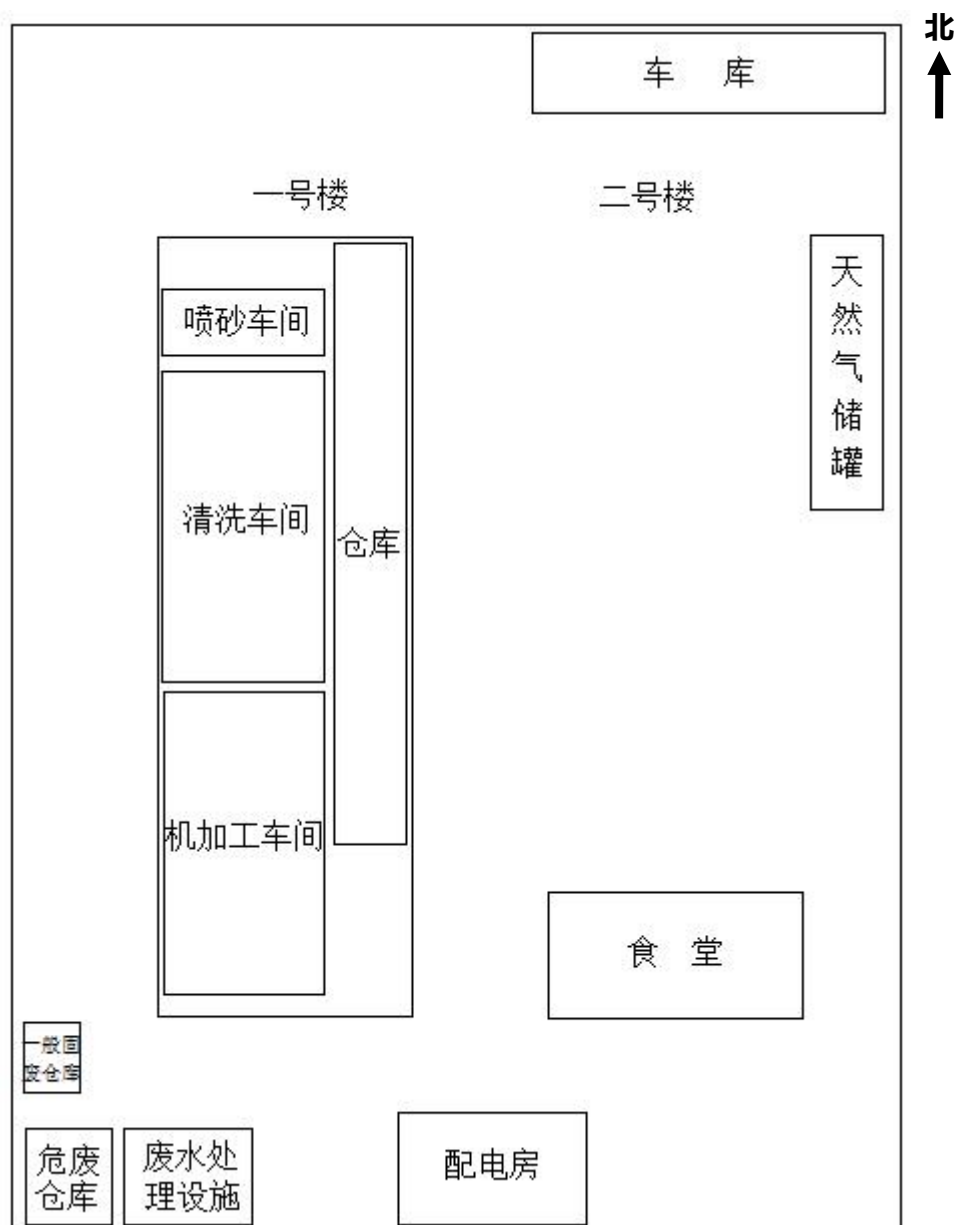 北
车 库
一号楼
二号楼
天然气储罐
喷砂车间
清洗车间
仓库
机加工车间
食 堂
一般固
废仓库
危废
仓库
废水处
理设施
配电房